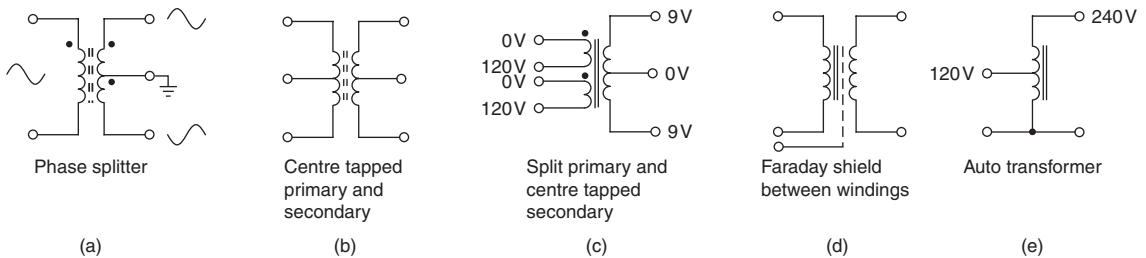 0V
120V
0V
120V
9V
0V
9V
120V
240V
Phase splitter
Centre tapped
primary and
secondary
Split primary and
centre tapped
secondary
Faraday shield
between windings
Auto transformer
(a)
(b)
(c)
(d)
(e)